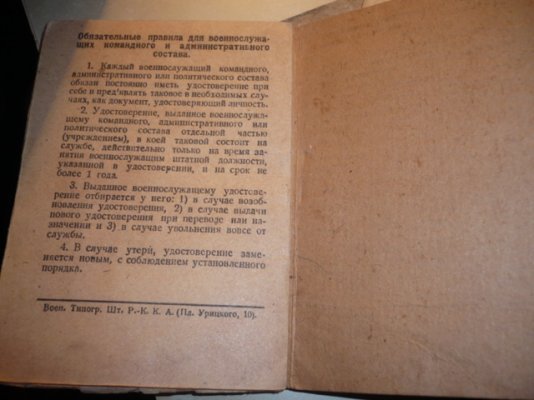 Обязательные правила для военнослужа-
щих командного и административного
состава.
1. Каждый военнослужащий командного,
административного или политического состава
обязан постоянно иметь удостоверение при
себе и предъявлять таковое в необходимых слу-
чаях, как документ, удостоверяющий личность.
2. Удостоверение, выданное военнослужа-
щему командного, административного или
политического состава отдельной частью
(учреждением), в коей таковой состоит на
службе, действительно только на время за-
нятия военнослужащим штатной должности,
указанной в удостоверении, и на срок не
более 1 года.
3. Выданное военнослужащему удостове-
рение отбирается у него: 1) в случае возоб-
новления удостоверения, 2) в случае выдачи
нового удостоверения при переводе или наз-
начении и 3) в случае увольнения вовсе от
службы.
4. В случае утери, удостоверение заме-
няется новым, с соблюдением установленного
порядка.
Воен. Типогр. Шт. Р.-К. К. А. (Пл. Урицкого, 10).